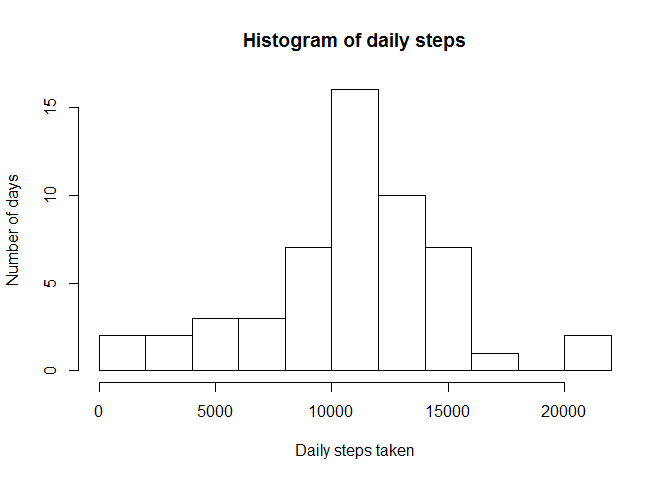 Histogram of daily steps
15
10
5
0
Number of days
0 5000 10000 15000 20000
Daily steps taken